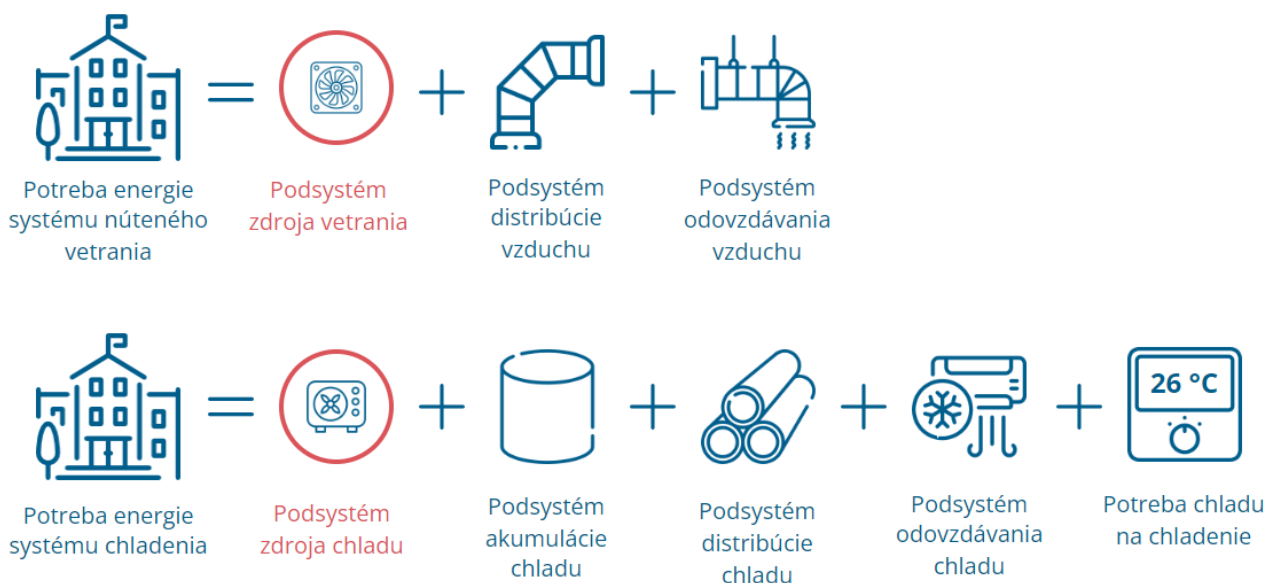 Potreba energie
systému núteného
vetrania
Podsystém
zdroja vetrania
Podsystém
distribúcie
vzduchu
Podsystém
odovzdávania
vzduchu
26 °C
Potreba energie
systému chladenia
Podsystém
zdroja chladu
Podsystém
akumulácie
chladu
Podsystém
distribúcie
chladu
Podsystém
odovzdávania
chladu
Potreba chladu
na chladenie